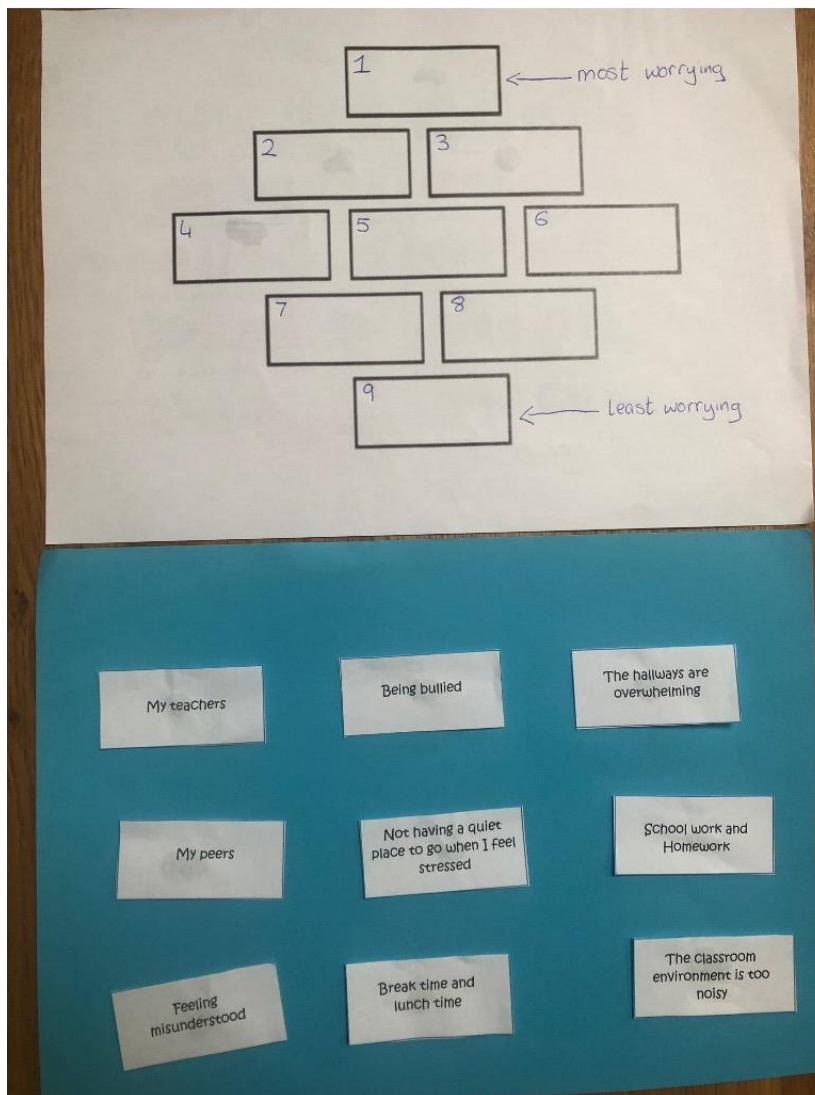 1
most worrying
2
3
4
5
6
7
8
9
least worrying
My teachers
Being bullied
The hallways are
overwhelming
My peers
Not having a quiet
place to go when I feel
stressed
School work and
Homework
Feeling
misunderstood
Break time and
lunch time
The classroom
environment is too
noisy